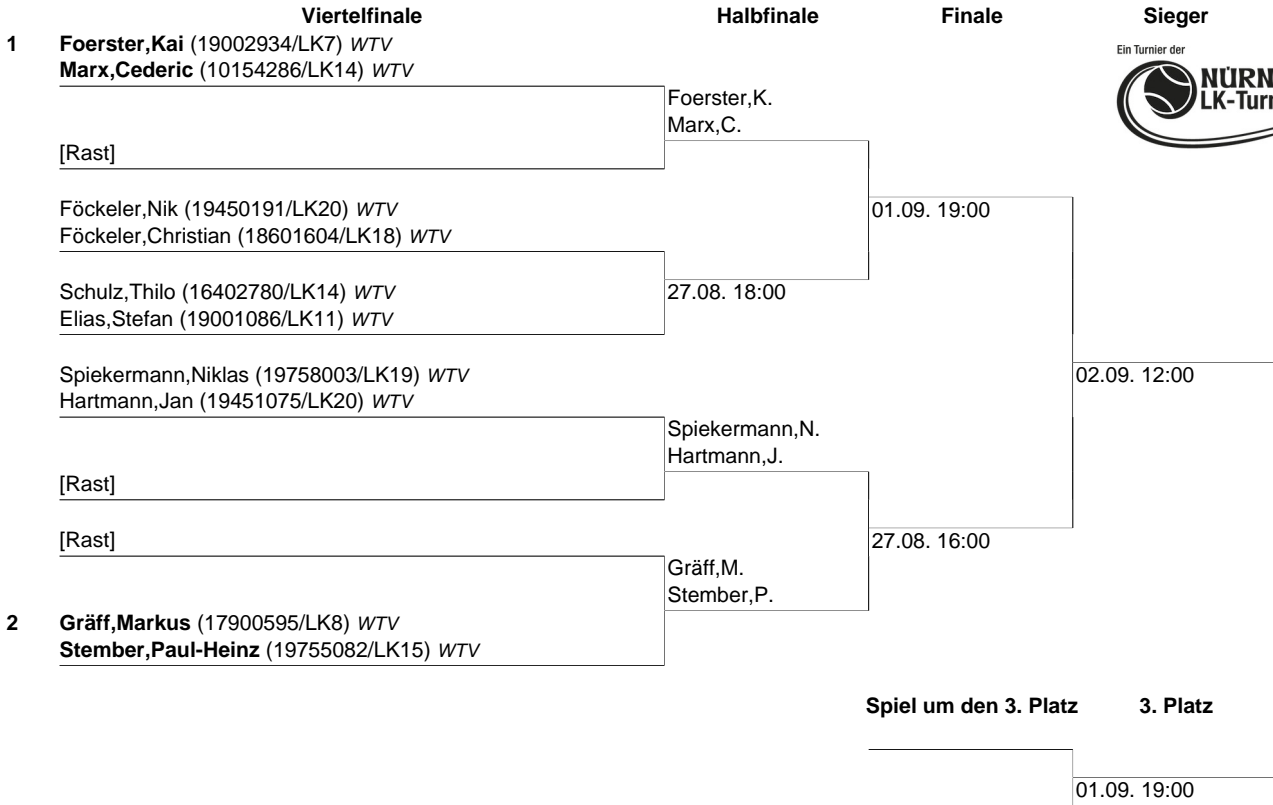 Viertelfinale Halbfinale Finale Sieger
1 Foerster,Kai (19002934/LK7) WTV
Marx,Cederic (10154286/LK14) WTV
Ein Turnier der
NÜRN
LK-Turn
Foerster,K.
Marx,C.
[Rast]
Föckeler,Nik (19450191/LK20) WTV
Föckeler,Christian (18601604/LK18) WTV
01.09. 19:00
Schulz,Thilo (16402780/LK14) WTV
Elias,Stefan (19001086/LK11) WTV
27.08. 18:00
Spiekermann,Niklas (19758003/LK19) WTV
Hartmann,Jan (19451075/LK20) WTV
02.09. 12:00
Spiekermann,N.
Hartmann,J.
[Rast]
[Rast]
27.08. 16:00
Gräff,M.
Stember,P.
2 Gräff,Markus (17900595/LK8) WTV
Stember,Paul-Heinz (19755082/LK15) WTV
Spiel um den 3. Platz 3. Platz
01.09. 19:00